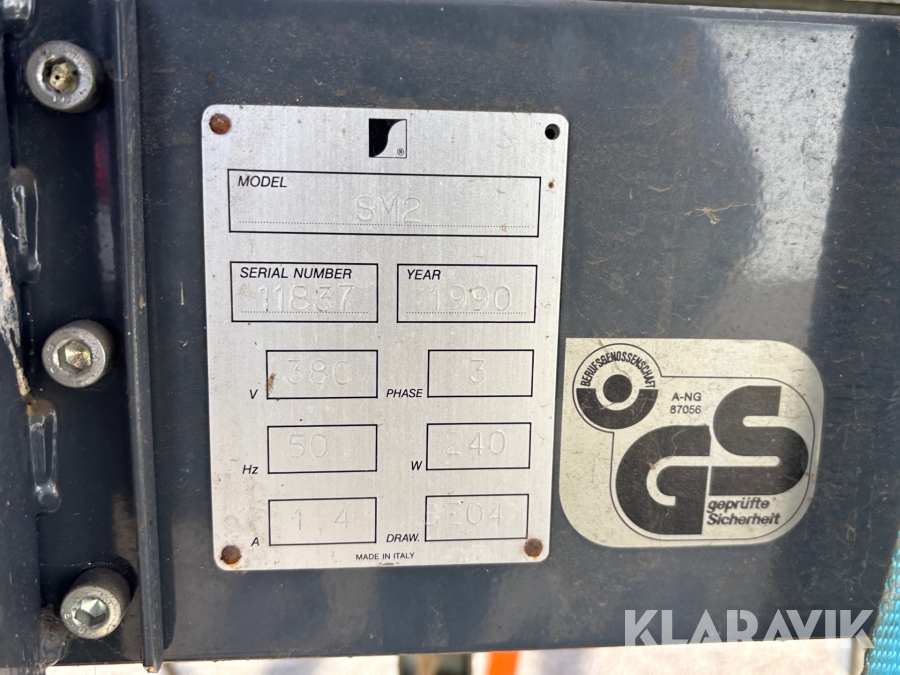 MODEL
SM2
SERIAL NUMBER
11837
YEAR
1990
V 380
PHASE 3
Hz 50
W 240
A 1 4
DRAW.
MADE IN ITALY
BERUFSGENOSSENSCHAFT
A-NG
87056
GS
geprüfte
Sicherheit
KLARAVIK